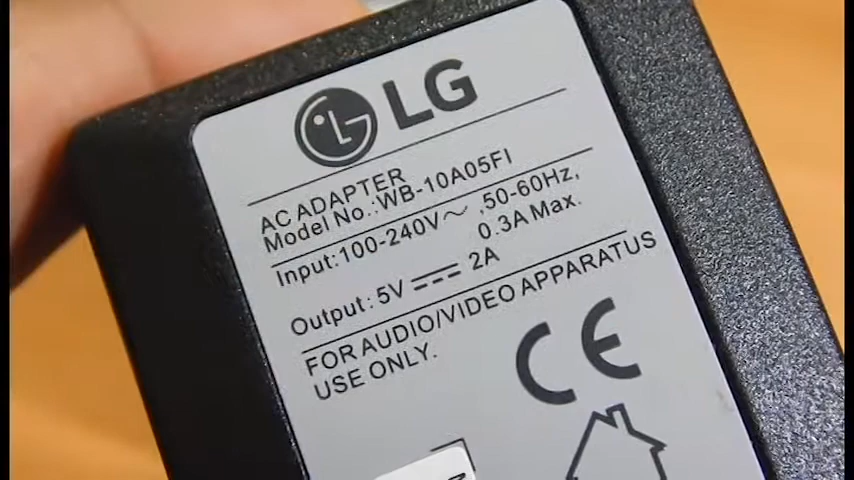 LG
AC ADAPTER
Model No.:WB-10A05FI
Input:100-240V~,50-60Hz,
0.3A Max.
Output:5V⎓2A
FOR AUDIO/VIDEO APPARATUS
USE ONLY.
CE